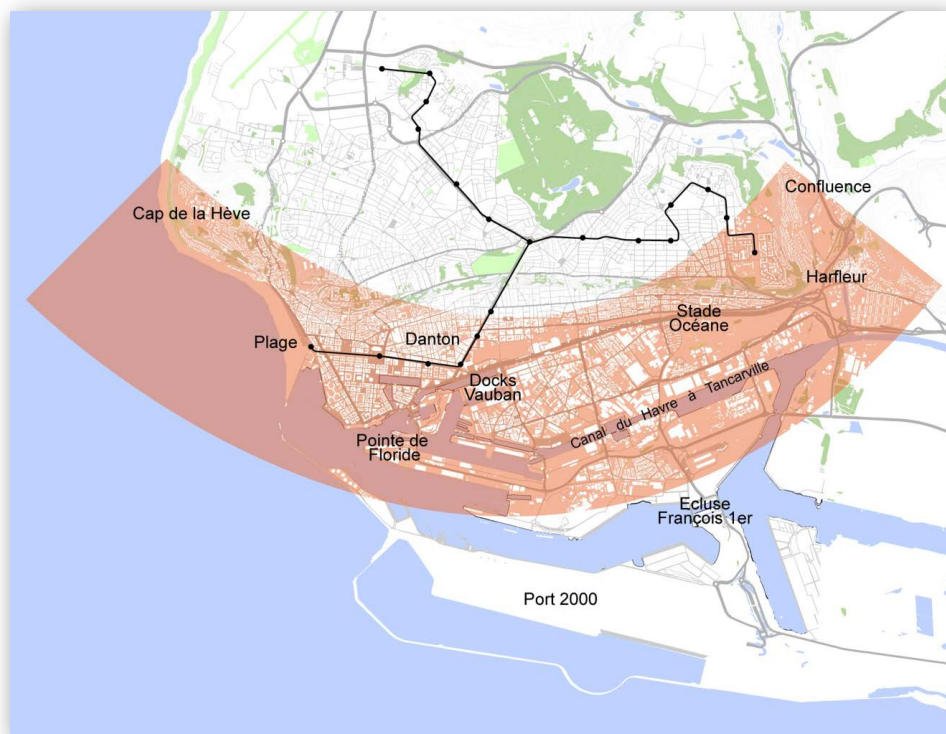 Confluence
Cap de la Hève
Harfleur
Stade
Océane
Plage
Danton
Docks
Vauban
Canal du Havre à Tancarville
Pointe de
Floride
Ecluse
François 1er
Port 2000